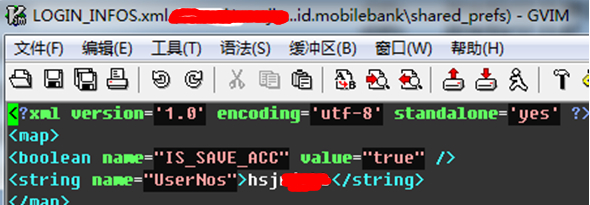 LOGIN_INFOS.xml ..id.mobilebank\shared_prefs) - GVIM
文件(F) 编辑(E) 工具(T) 语法(S) 缓冲区(B) 窗口(W) 帮助(H)
<?xml version='1.0' encoding='utf-8' standalone='yes' ?>
<map>
<boolean name="IS_SAVE_ACC" value="true" />
<string name="UserNos">hsj</string>
</map>